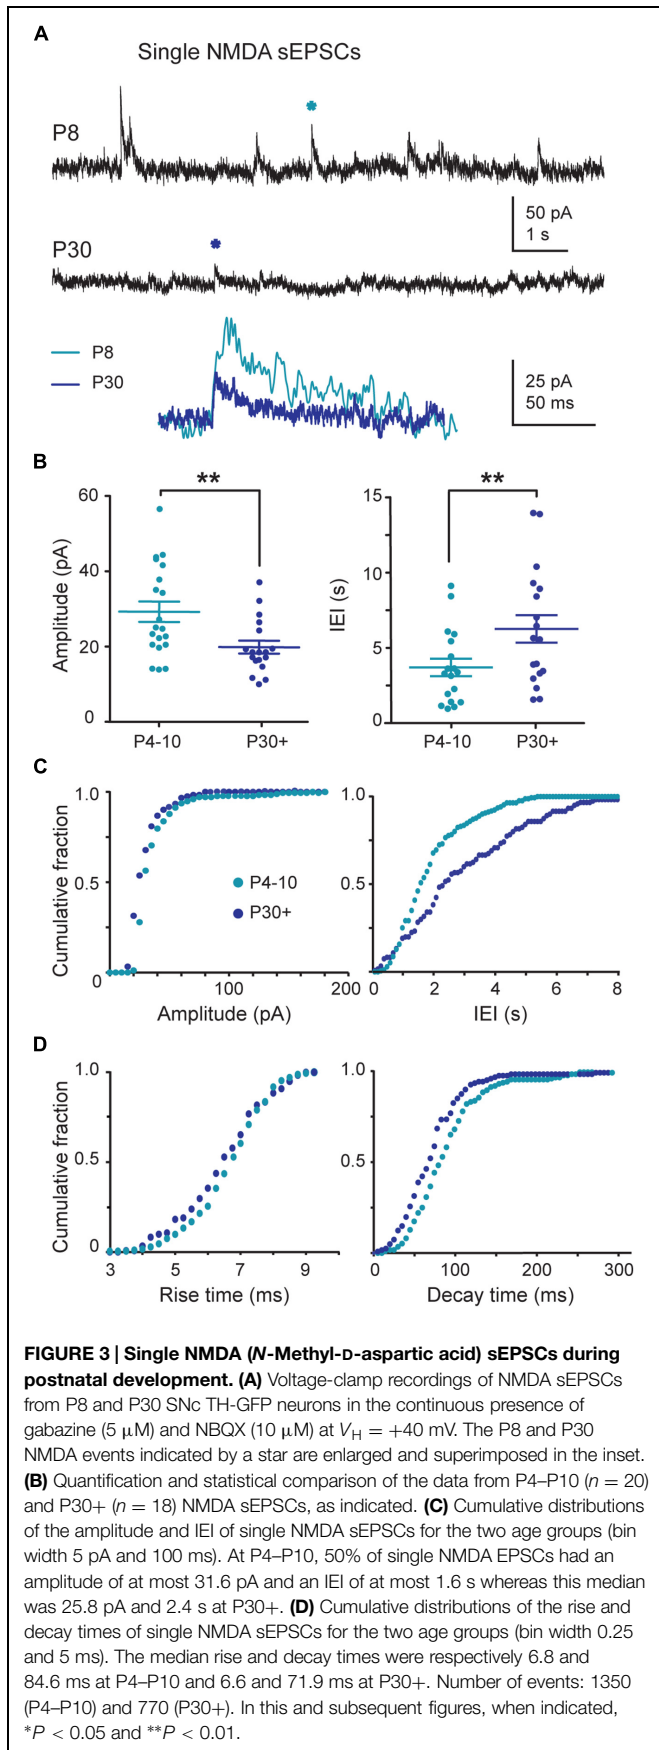 A
Single NMDA sEPSCs
*
P8
50 pA
1 s
*
P30
P8
P30
25 pA
50 ms
B
**
60
40
20
0
Amplitude (pA)
P4-10
P30+
**
15
10
5
0
IEI (s)
P4-10
P30+
C
1.0
0.5
0
Cumulative fraction
P4-10
P30+
0
100
200
Amplitude (pA)
1.0
0.5
0
2
4
6
8
IEI (s)
D
1.0
0.5
0
Cumulative fraction
3
5
7
9
Rise time (ms)
1.0
0.5
0
100
200
300
Decay time (ms)
FIGURE 3 | Single NMDA (N-Methyl-D-aspartic acid) sEPSCs during
postnatal development. (A) Voltage-clamp recordings of NMDA sEPSCs
from P8 and P30 SNc TH-GFP neurons in the continuous presence of
gabazine (5 μM) and NBQX (10 μM) at VH = +40 mV. The P8 and P30
NMDA events indicated by a star are enlarged and superimposed in the inset.
(B) Quantification and statistical comparison of the data from P4–P10 (n = 20)
and P30+ (n = 18) NMDA sEPSCs, as indicated. (C) Cumulative distributions
of the amplitude and IEI of single NMDA sEPSCs for the two age groups (bin
width 5 pA and 100 ms). At P4–P10, 50% of single NMDA EPSCs had an
amplitude of at most 31.6 pA and an IEI of at most 1.6 s whereas this median
was 25.8 pA and 2.4 s at P30+. (D) Cumulative distributions of the rise and
decay times of single NMDA sEPSCs for the two age groups (bin width 0.25
and 5 ms). The median rise and decay times were respectively 6.8 and
84.6 ms at P4–P10 and 6.6 and 71.9 ms at P30+. Number of events: 1350
(P4–P10) and 770 (P30+). In this and subsequent figures, when indicated,
*P < 0.05 and **P < 0.01.